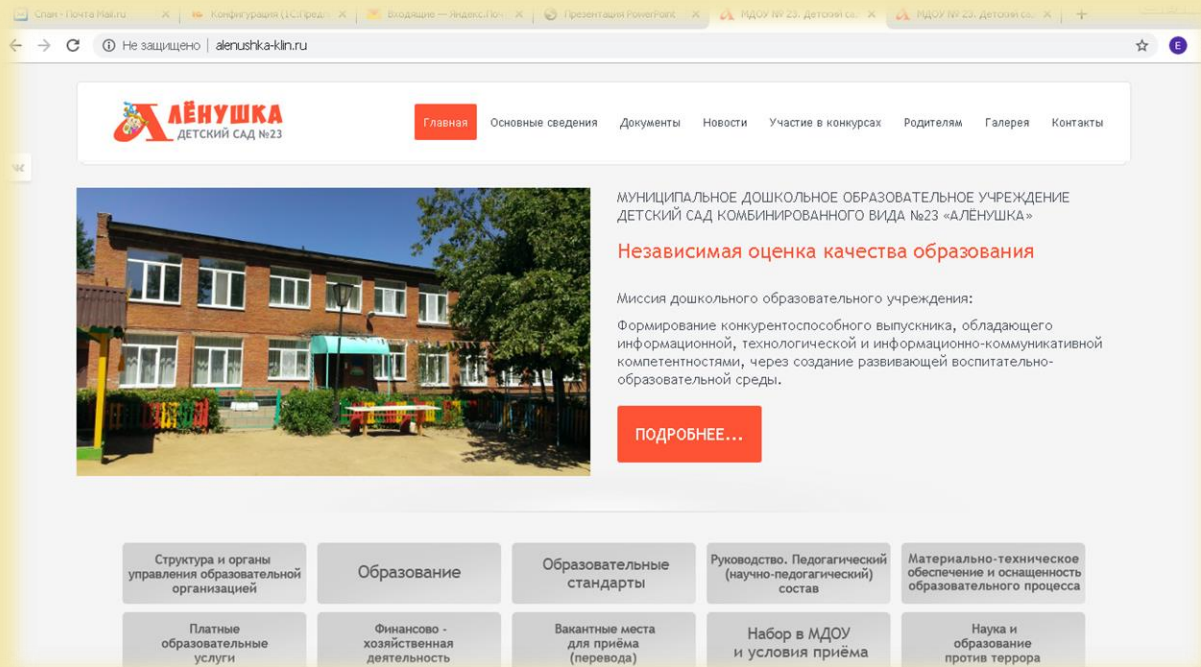 Спам - Почта Mail.ru
Конфигурация (1С:Предп
Входящие — Яндекс.Поч
Презентация PowerPoint
МДОУ № 23. Детский са
МДОУ № 23. Детский са
Не защищено | alenushka-klin.ru
E
АЛЁНУШКА
ДЕТСКИЙ САД №23
Главная Основные сведения Документы Новости Участие в конкурсах Родителям Галерея Контакты
МУНИЦИПАЛЬНОЕ ДОШКОЛЬНОЕ ОБРАЗОВАТЕЛЬНОЕ УЧРЕЖДЕНИЕ
ДЕТСКИЙ САД КОМБИНИРОВАННОГО ВИДА №23 «АЛЁНУШКА»
Независимая оценка качества образования
Миссия дошкольного образовательного учреждения:
Формирование конкурентоспособного выпускника, обладающего
информационной, технологической и информационно-коммуникативной
компетентностями, через создание развивающей воспитательно-
образовательной среды.
ПОДРОБНЕЕ...
Структура и органы
управления образовательной
организацией
Образование
Образовательные
стандарты
Руководство. Педогагический
(научно-педогагический)
состав
Материально-техническое
обеспечение и оснащенность
образовательного процесса
Платные
образовательные
услуги
Финансово -
хозяйственная
деятельность
Вакантные места
для приёма
(перевода)
Набор в МДОУ
и условия приёма
Наука и
образование
против террора